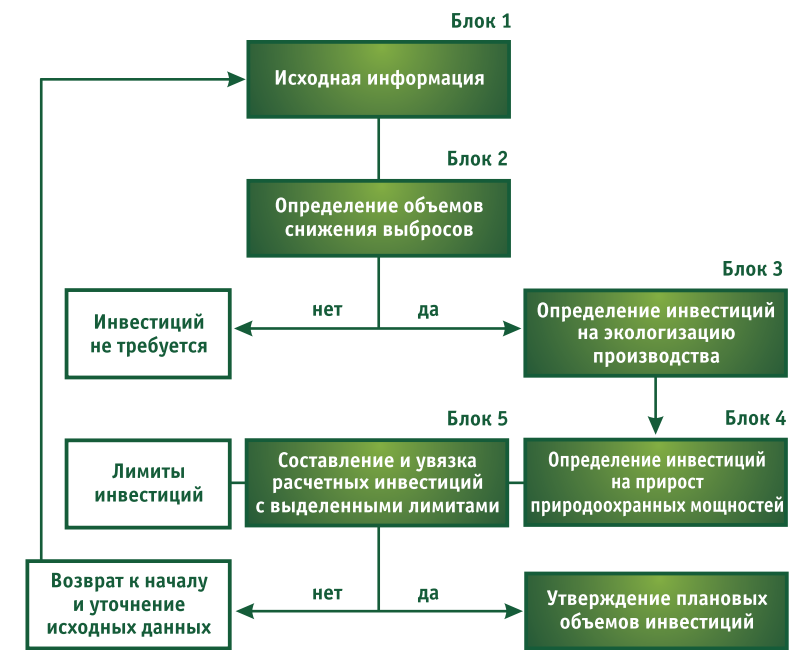 Блок 1
Исходная информация
Блок 2
Определение объемов
снижения выбросов
нет
да
Инвестиций
не требуется
Блок 3
Определение инвестиций
на экологизацию
производства
Блок 4
Определение инвестиций
на прирост
природоохранных мощностей
Блок 5
Составление и увязка
расчетных инвестиций
с выделенными лимитами
Лимиты
инвестиций
нет
да
Возврат к началу
и уточнение
исходных данных
Утверждение плановых
объемов инвестиций